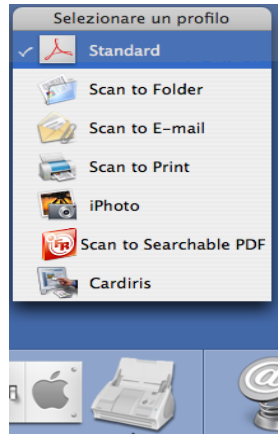 Selezionare un profilo
Standard
Scan to Folder
Scan to E-mail
Scan to Print
iPhoto
Scan to Searchable PDF
Cardiris